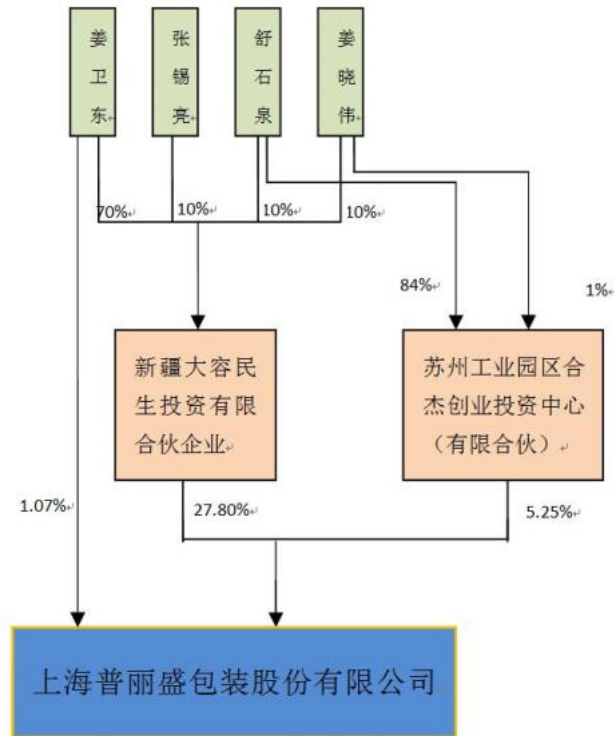 姜卫东
张锡亮
舒石泉
姜晓伟
70%
10%
10%
10%
84%
1%
新疆大容民
生投资有限
合伙企业
苏州工业园区合
杰创业投资中心
（有限合伙）
1.07%
27.80%
5.25%
上海普丽盛包装股份有限公司